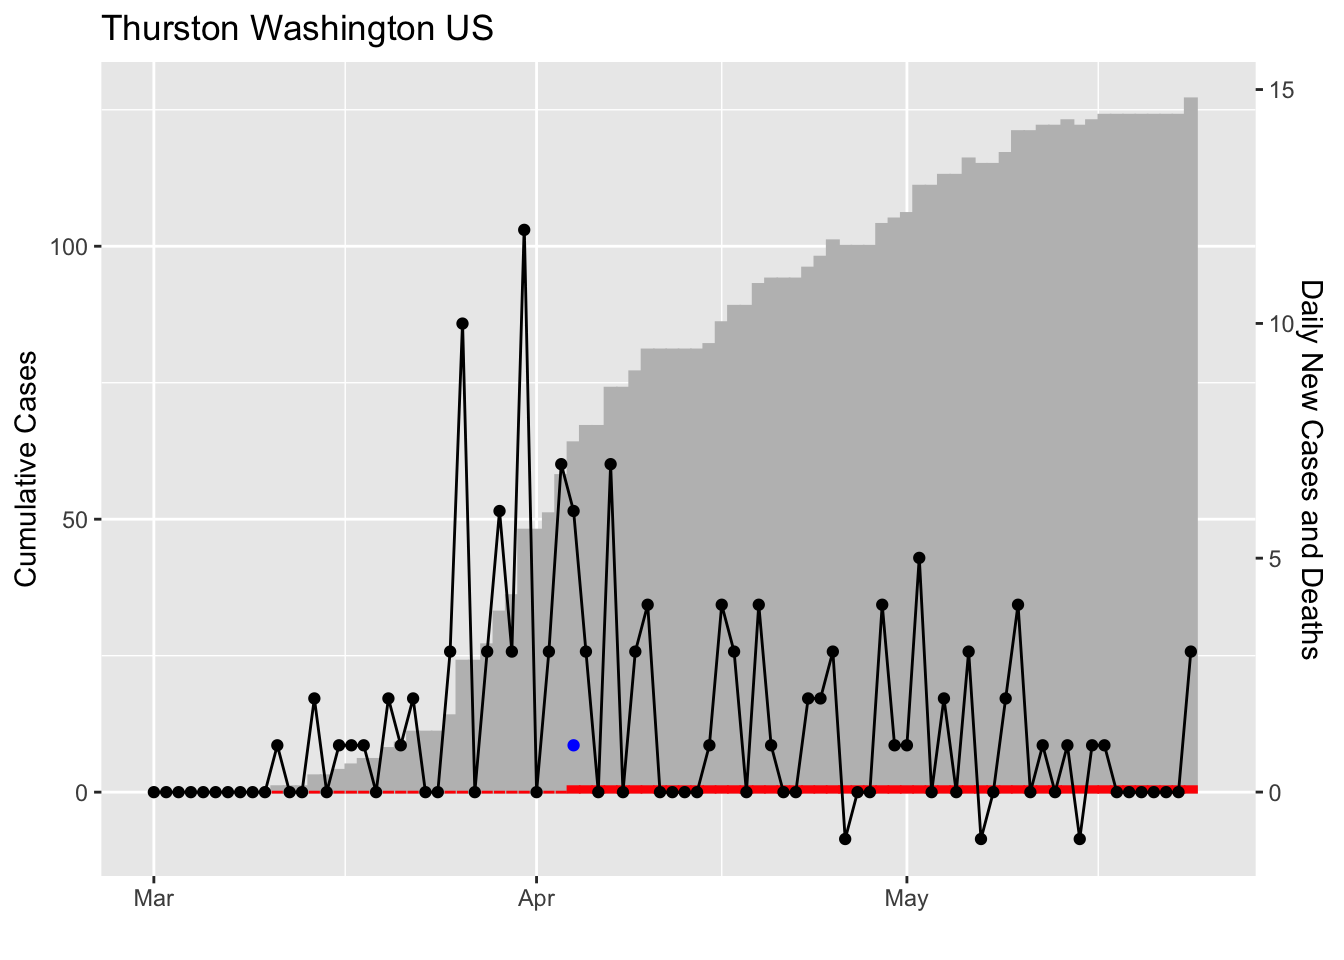 Thurston Washington US
Cumulative Cases
100
50
0
15
10
5
0
Daily New Cases and Deaths
Mar
Apr
May